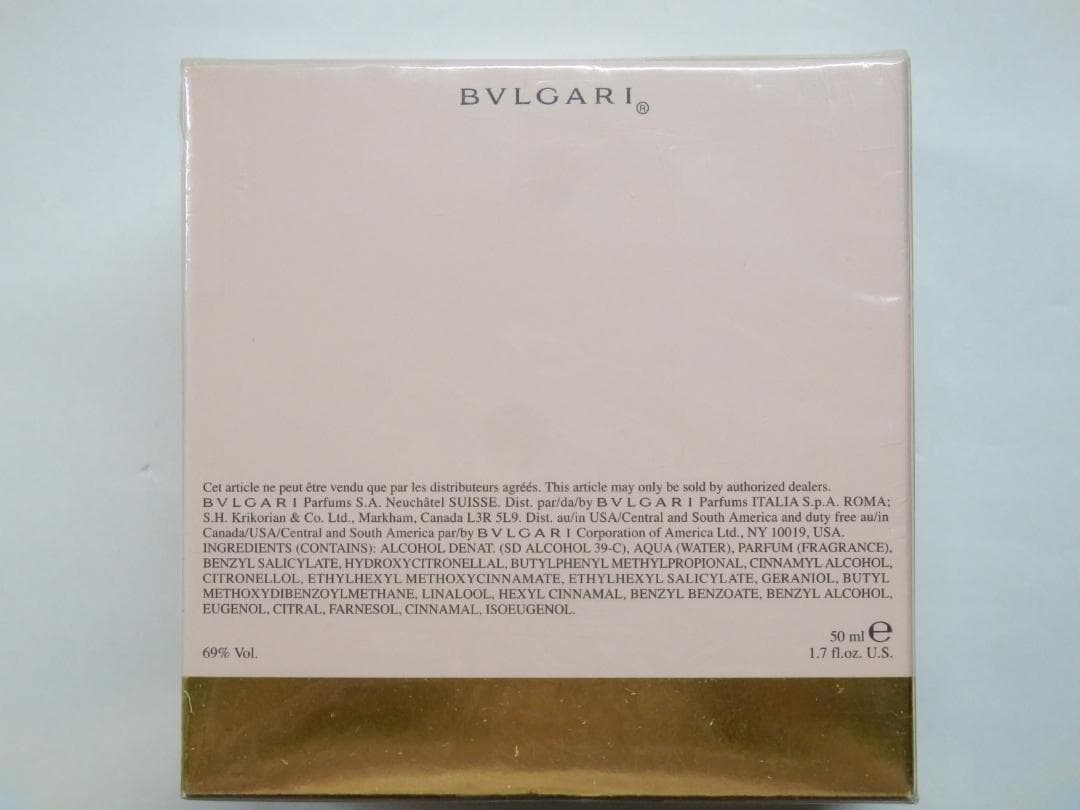 BVLGARI®
Cet article ne peut être vendu que par les distributeurs agréés. This article may only be sold by authorized dealers.
BVLGARI Parfums S.A. Neuchâtel SUISSE. Dist. par/da/by BVLGARI Parfums ITALIA S.p.A. ROMA;
S.H. Krikorian & Co. Ltd., Markham, Canada L3R 5L9. Dist. au/in USA/Central and South America and duty free au/in
Canada/USA/Central and South America par/by BVLGARI Corporation of America Ltd., NY 10019, USA.
INGREDIENTS (CONTAINS): ALCOHOL DENAT. (SD ALCOHOL 39-C), AQUA (WATER), PARFUM (FRAGRANCE),
BENZYL SALICYLATE, HYDROXYCITRONELLAL, BUTYLPHENYL METHYLPROPIONAL, CINNAMYL ALCOHOL,
CITRONELLOL, ETHYLHEXYL METHOXYCINNAMATE, ETHYLHEXYL SALICYLATE, GERANIOL, BUTYL
METHOXYDIBENZOYLMETHANE, LINALOOL, HEXYL CINNAMAL, BENZYL BENZOATE, BENZYL ALCOHOL,
EUGENOL, CITRAL, FARNESOL, CINNAMAL, ISOEUGENOL.
50 ml ℮
69% Vol. 1.7 fl.oz. U.S.